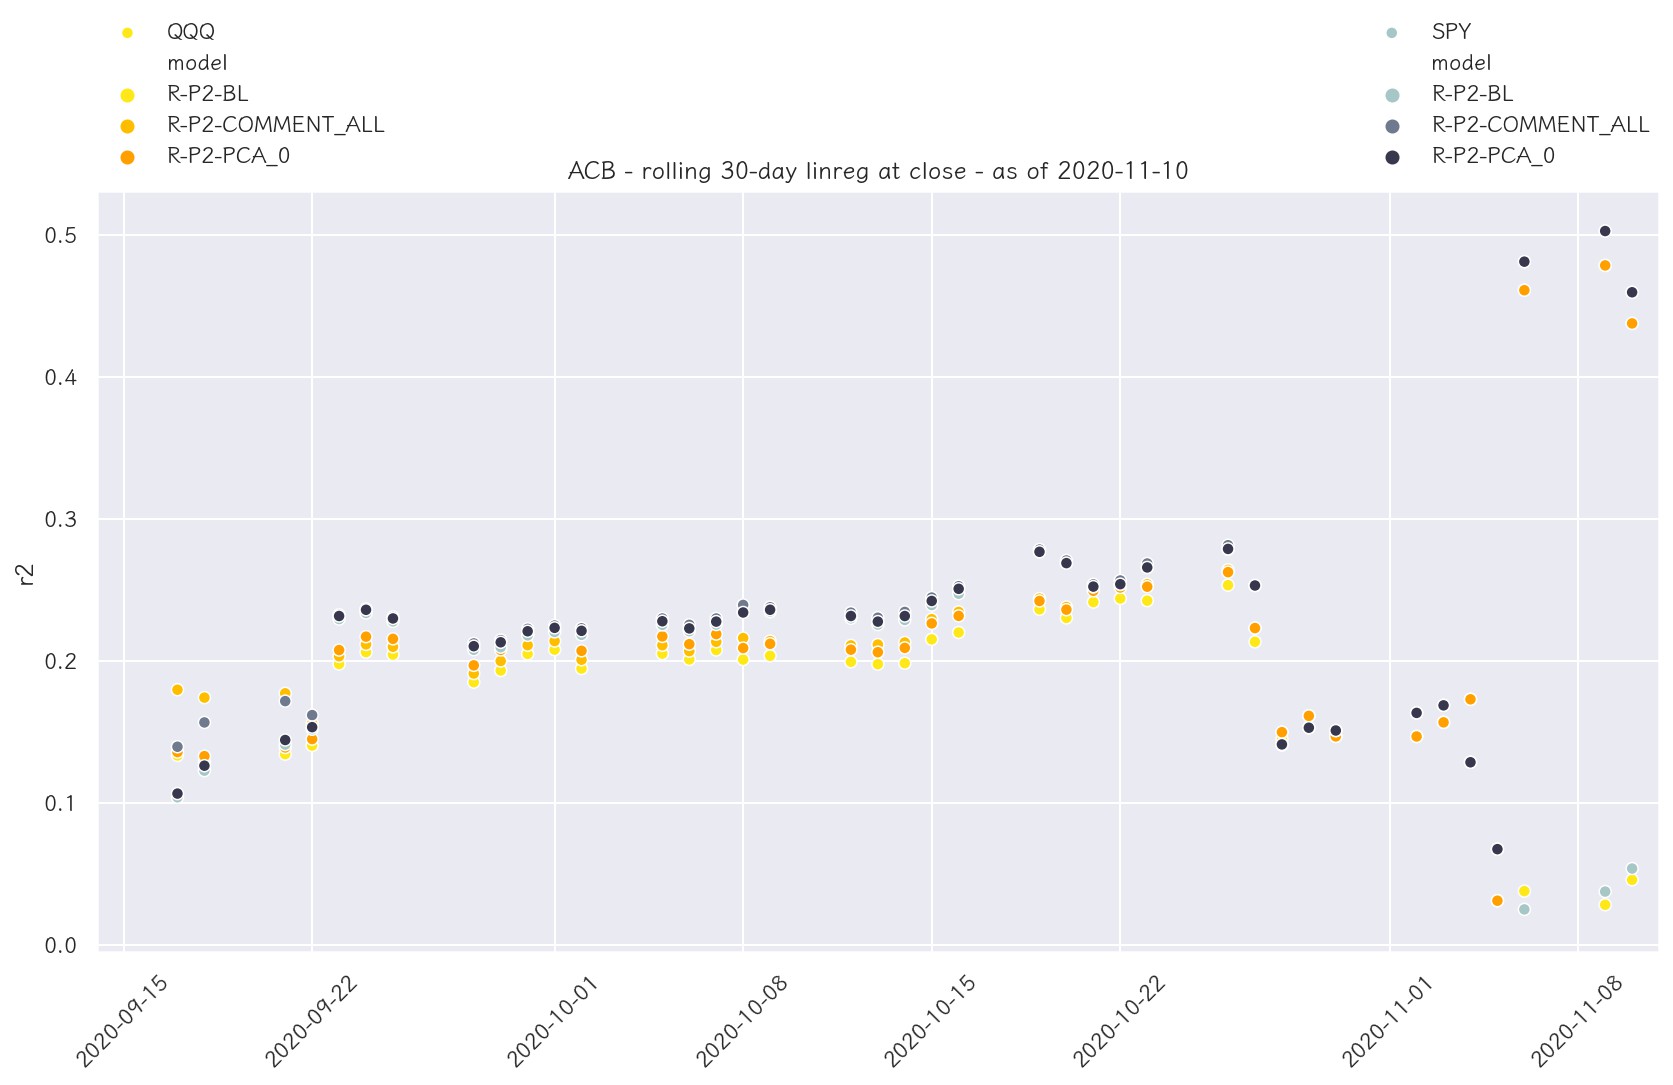 QQQ
model
R-P2-BL
R-P2-COMMENT_ALL
R-P2-PCA_0
SPY
model
R-P2-BL
R-P2-COMMENT_ALL
R-P2-PCA_0
ACB - rolling 30-day linreg at close - as of 2020-11-10
r2
0.5
0.4
0.3
0.2
0.1
0.0
2020-09-15
2020-09-22
2020-10-01
2020-10-08
2020-10-15
2020-10-22
2020-11-01
2020-11-08